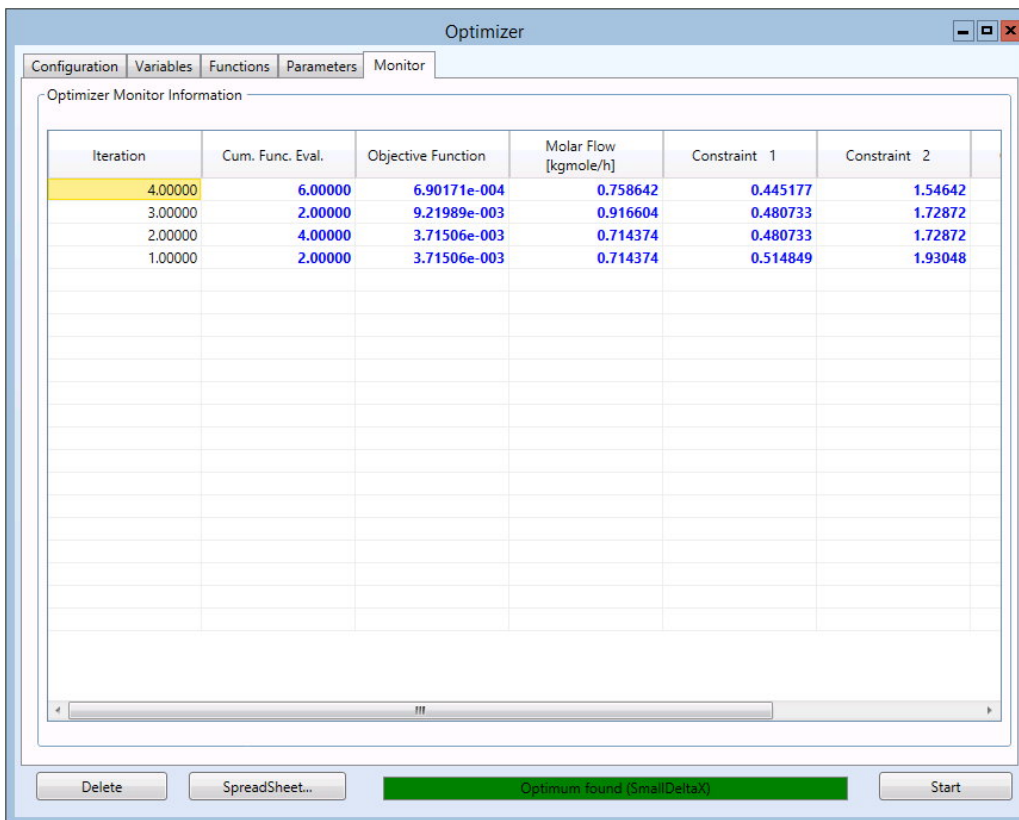 Optimizer
Configuration Variables Functions Parameters Monitor
Optimizer Monitor Information
Iteration Cum. Func. Eval. Objective Function Molar Flow [kgmole/h] Constraint 1 Constraint 2
4.00000 6.00000 6.90171e-004 0.758642 0.445177 1.54642
3.00000 2.00000 9.21989e-003 0.916604 0.480733 1.72872
2.00000 4.00000 3.71506e-003 0.714374 0.480733 1.72872
1.00000 2.00000 3.71506e-003 0.714374 0.514849 1.93048
Delete SpreadSheet... Optimum found (SmallDeltaX) Start